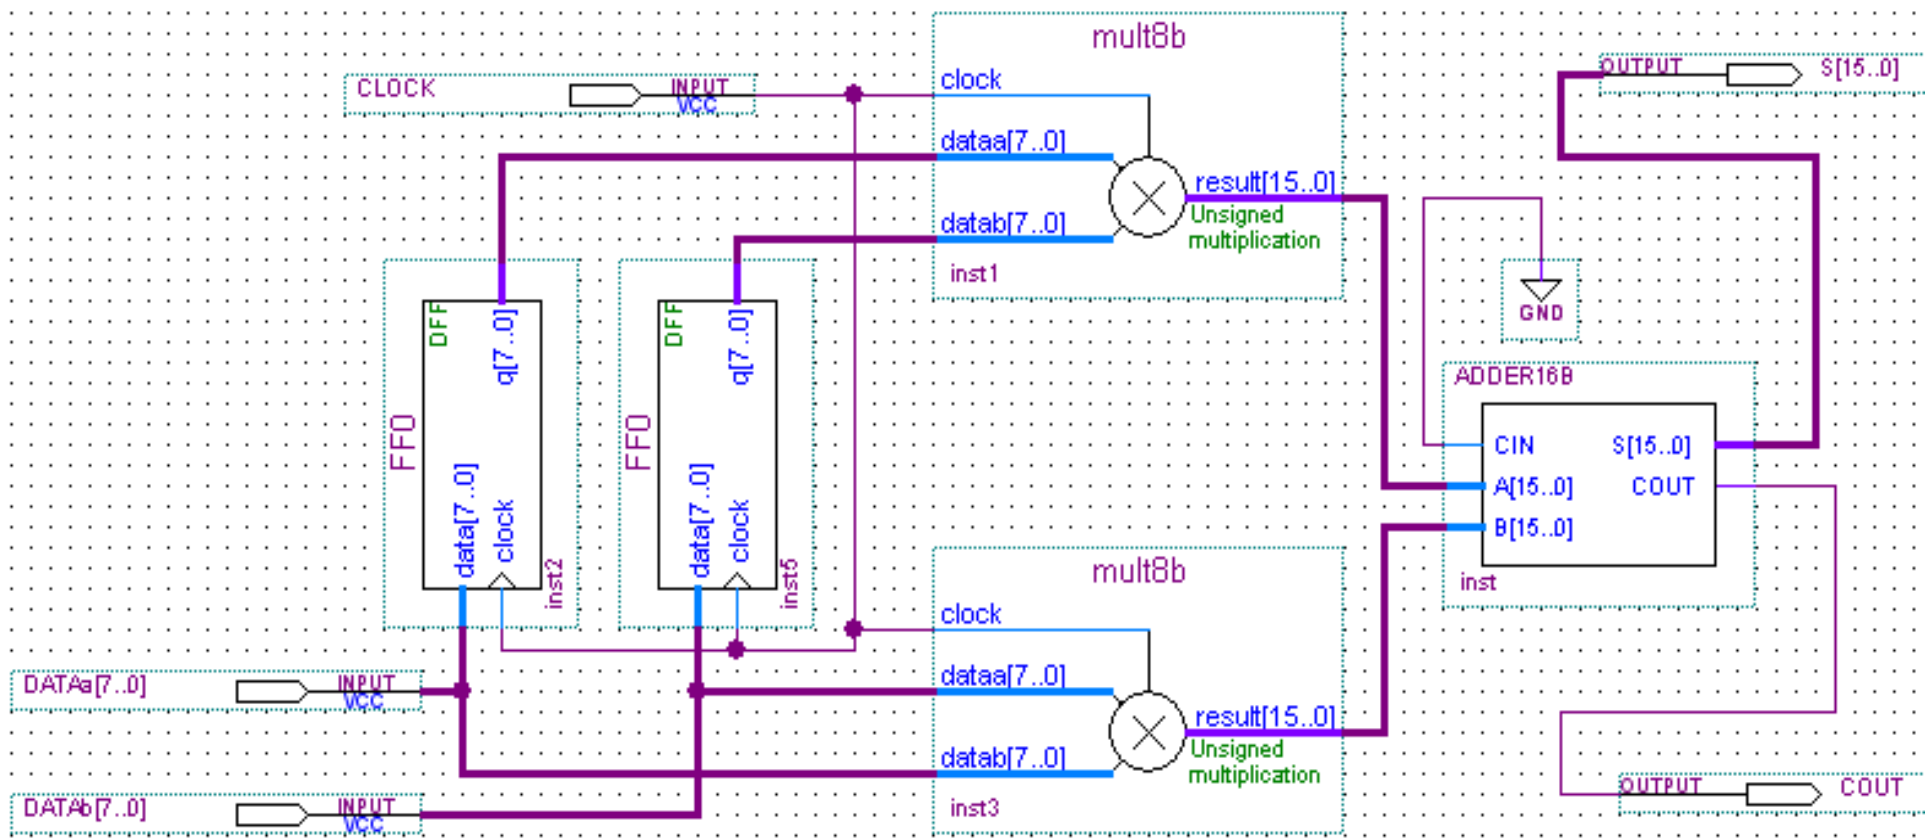 mult8b
CLOCK
INPUT
VCC
clock
dataa[7..0]
datab[7..0]
result[15..0]
Unsigned
multiplication
inst1
OUTPUT
S[15..0]
GND
DFF
q[7..0]
FF0
data[7..0]
clock
inst2
DFF
q[7..0]
FF0
data[7..0]
clock
inst5
ADDER16B
CIN
A[15..0]
B[15..0]
S[15..0]
COUT
inst
mult8b
clock
dataa[7..0]
datab[7..0]
result[15..0]
Unsigned
multiplication
inst3
DATAa[7..0]
INPUT
VCC
DATAb[7..0]
INPUT
VCC
OUTPUT
COUT